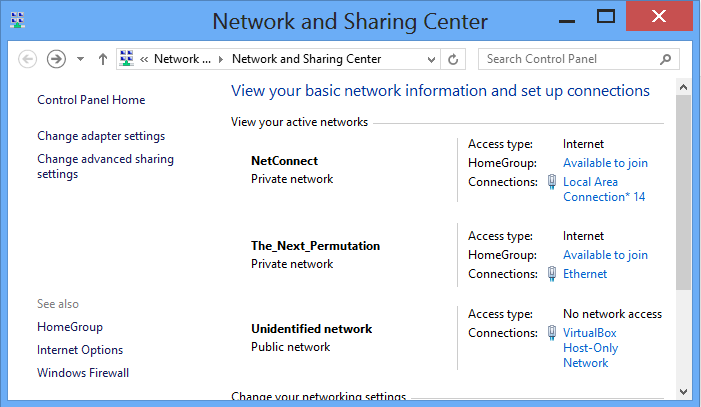 Network and Sharing Center
« Network ... Network and Sharing Center
Search Control Panel
Control Panel Home
Change adapter settings
Change advanced sharing
settings
See also
HomeGroup
Internet Options
Windows Firewall
View your basic network information and set up connections
View your active networks
NetConnect
Private network
Access type: Internet
HomeGroup: Available to join
Connections: Local Area
Connection* 14
The_Next_Permutation
Private network
Access type: Internet
HomeGroup: Available to join
Connections: Ethernet
Unidentified network
Public network
Access type: No network access
Connections: VirtualBox
Host-Only
Network
Change your networking settings